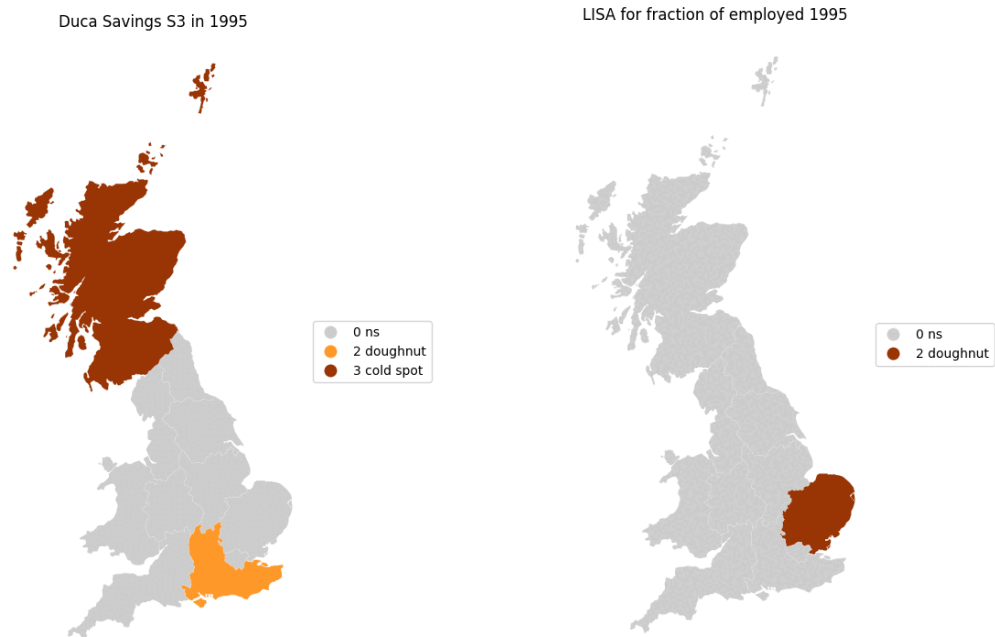 Duca Savings S3 in 1995
0 ns
2 doughnut
3 cold spot
LISA for fraction of employed 1995
0 ns
2 doughnut